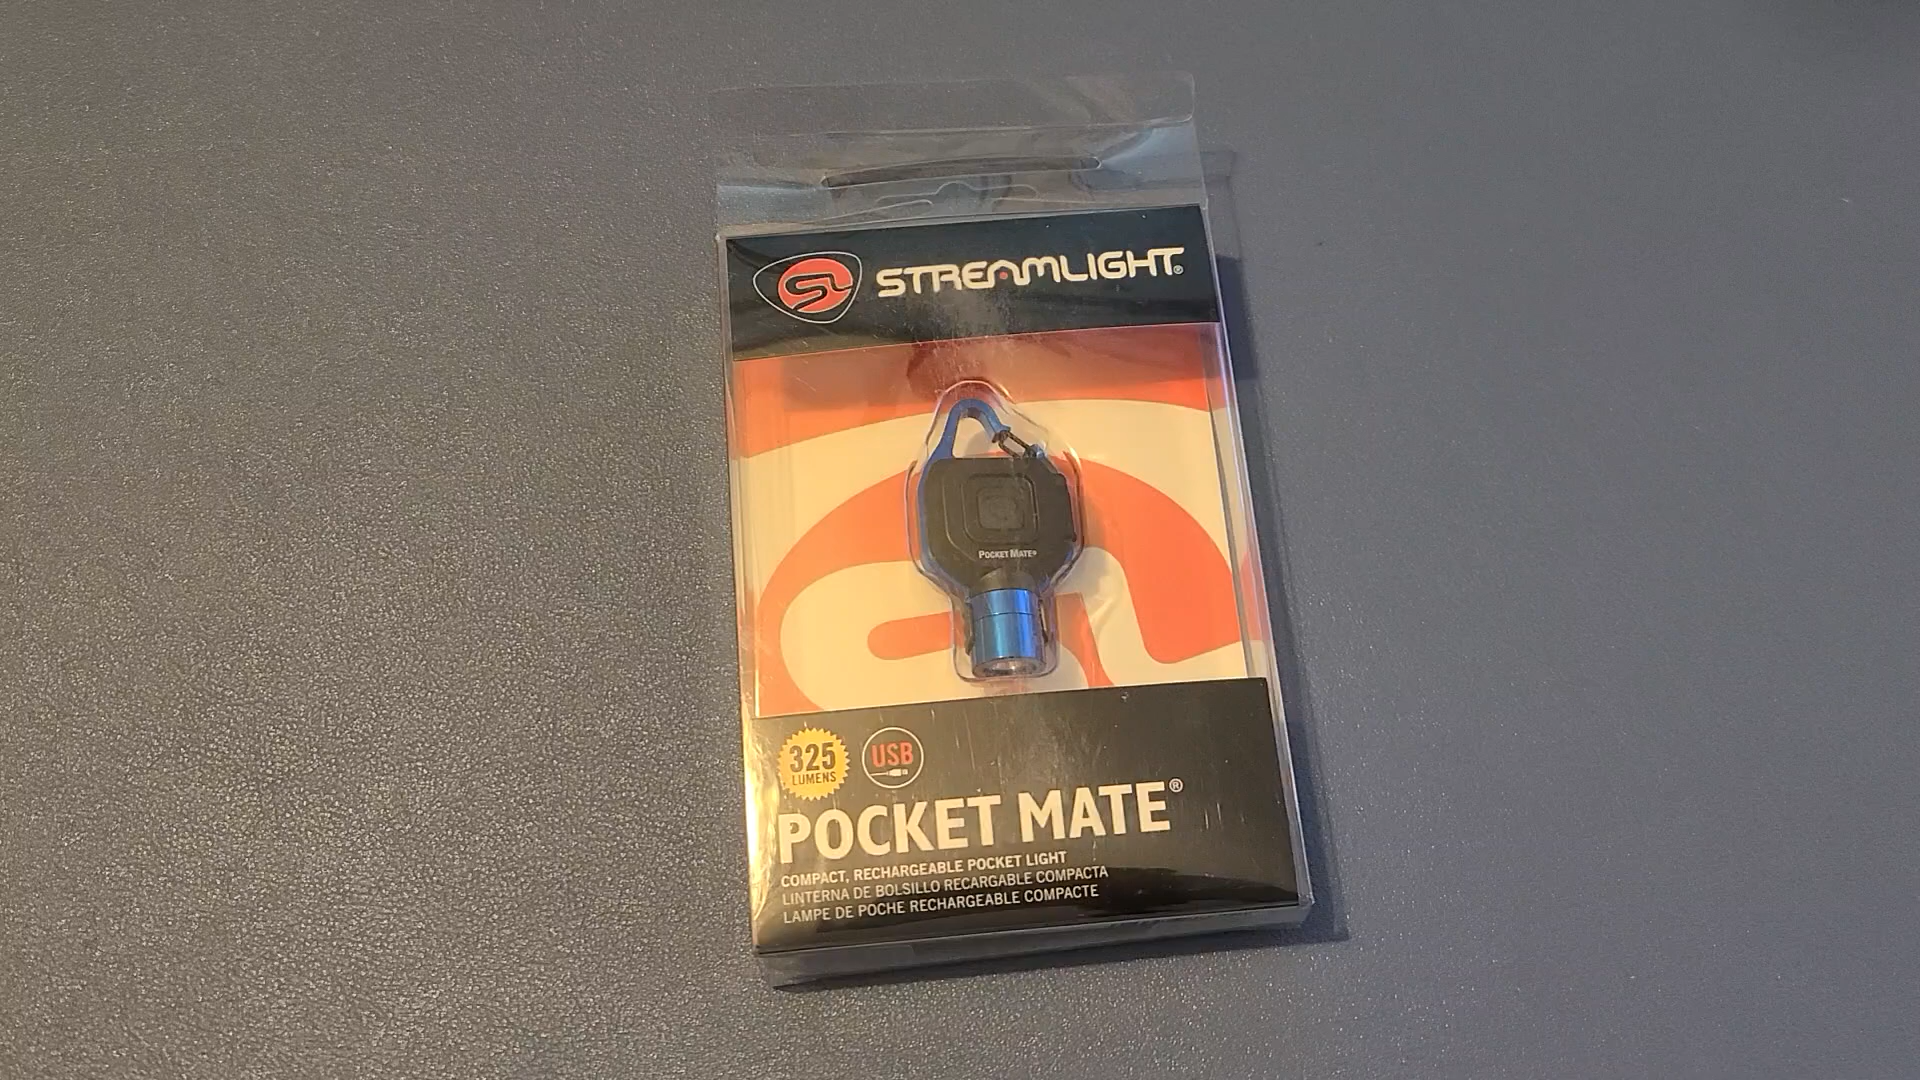 STREAMLIGHT®
POCKET MATE®
325
LUMENS
USB
POCKET MATE®
COMPACT, RECHARGEABLE POCKET LIGHT
LINTERNA DE BOLSILLO RECARGABLE COMPACTA
LAMPE DE POCHE RECHARGEABLE COMPACTE